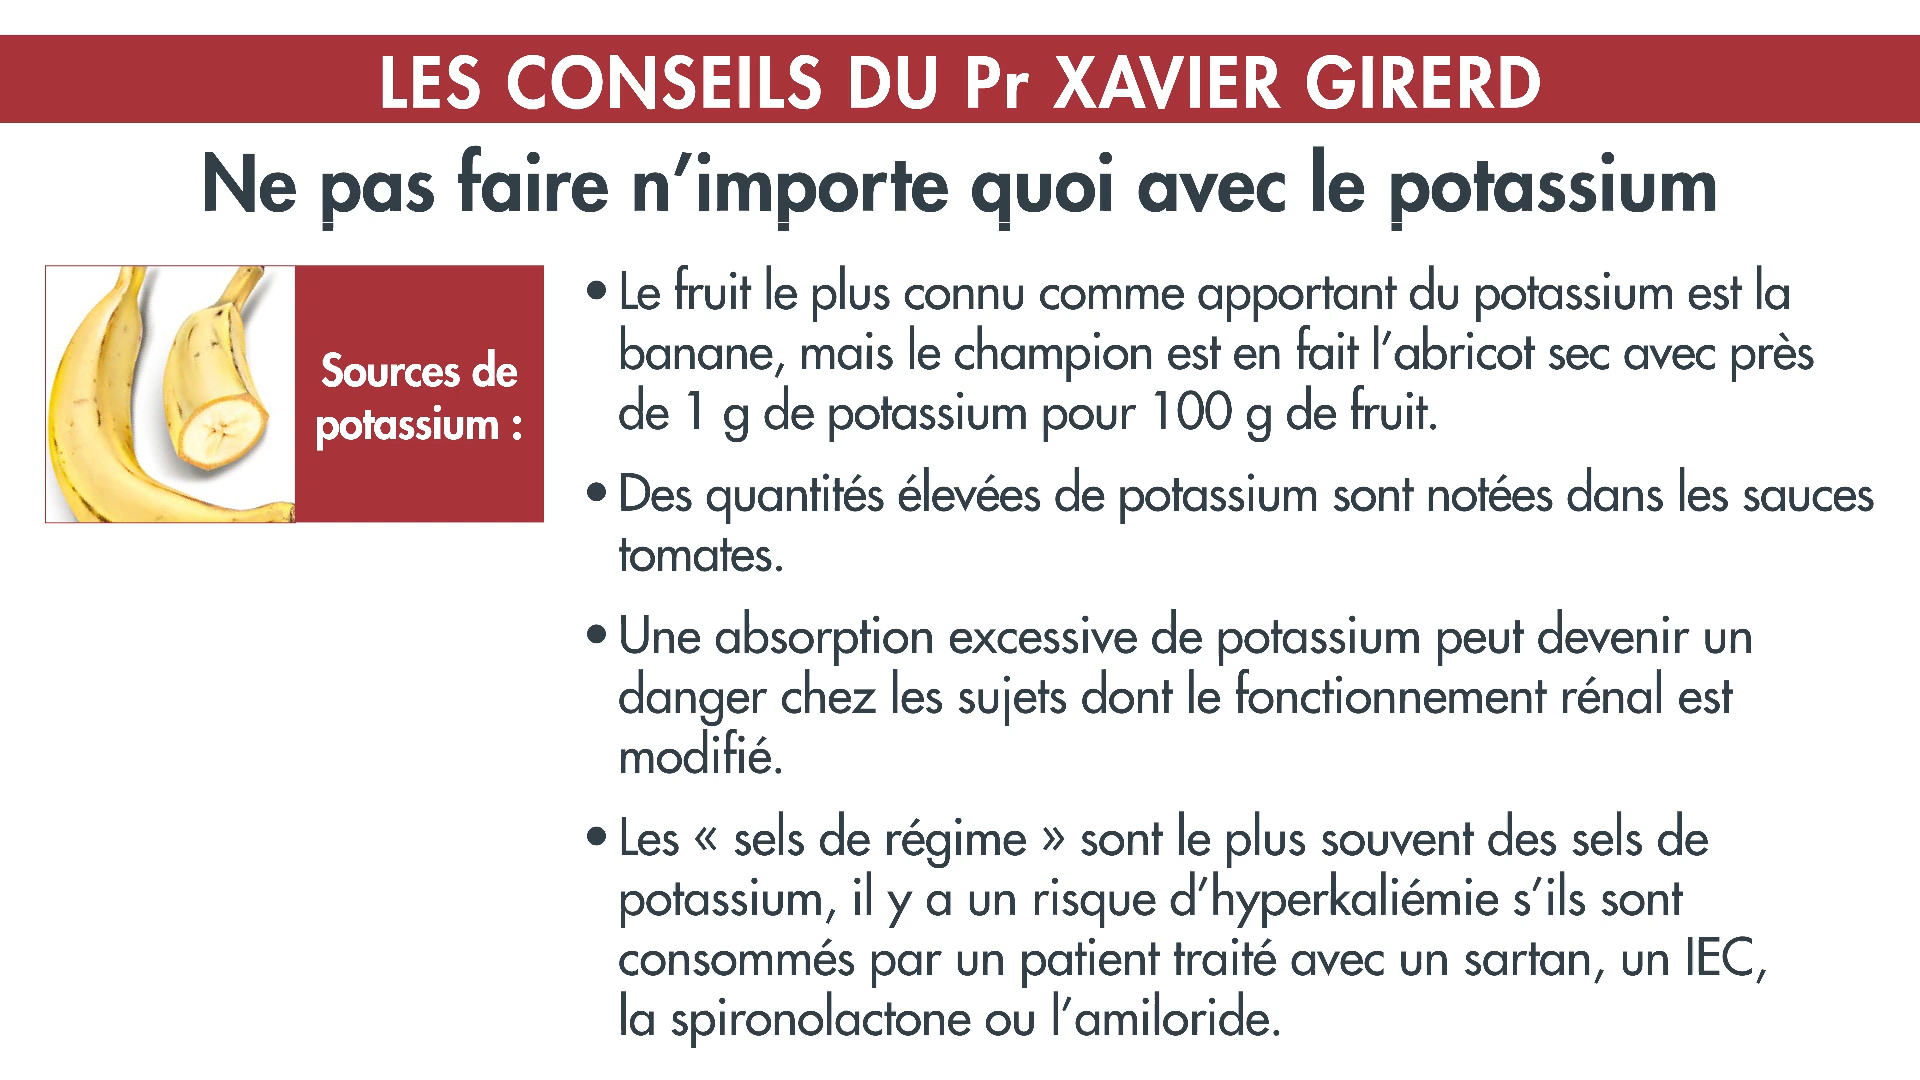 LES CONSEILS DU Pr XAVIER GIRERD
Ne pas faire n’importe quoi avec le potassium
Sources de
potassium :
• Le fruit le plus connu comme apportant du potassium est la
banane, mais le champion est en fait l’abricot sec avec près
de 1 g de potassium pour 100 g de fruit.
• Des quantités élevées de potassium sont notées dans les sauces
tomates.
• Une absorption excessive de potassium peut devenir un
danger chez les sujets dont le fonctionnement rénal est
modifié.
• Les « sels de régime » sont le plus souvent des sels de
potassium, il y a un risque d’hyperkaliémie s’ils sont
consommés par un patient traité avec un sartan, un IEC,
la spironolactone ou l’amiloride.